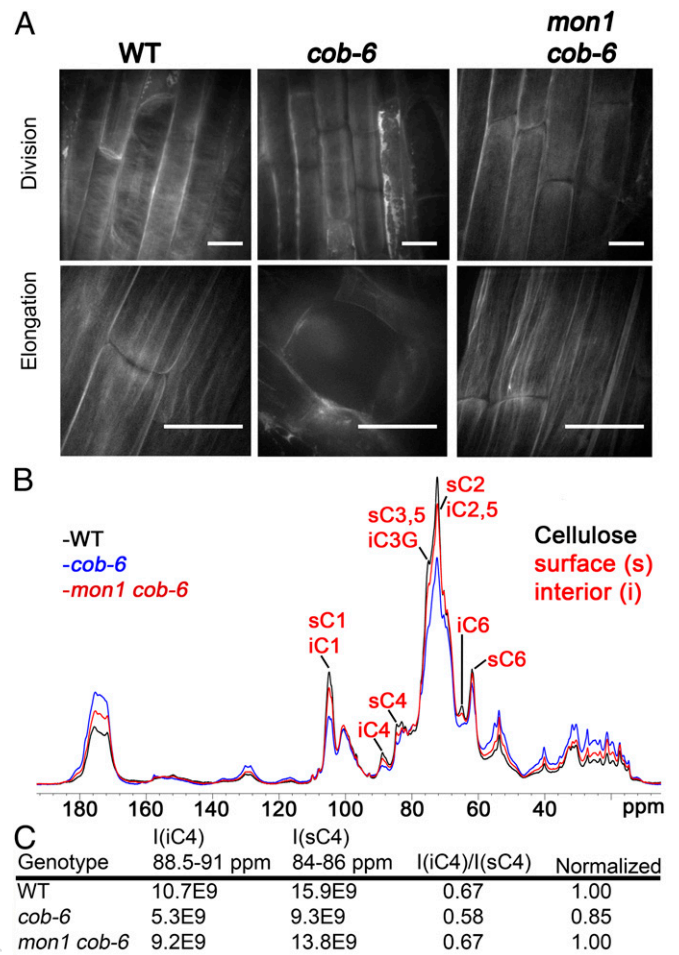 A
WT
cob-6
mon1
cob-6
Division
Elongation
B
-WT
-cob-6
-mon1 cob-6
sC1
iC1
sC3,5
iC3G
sC2
iC2,5
sC4
iC4
iC6
sC6
Cellulose
surface (s)
interior (i)
180 160 140 120 100 80 60 40 ppm
C
I(iC4) I(sC4)
Genotype 88.5-91 ppm 84-86 ppm I(iC4)/I(sC4) Normalized
WT 10.7E9 15.9E9 0.67 1.00
cob-6 5.3E9 9.3E9 0.58 0.85
mon1 cob-6 9.2E9 13.8E9 0.67 1.00